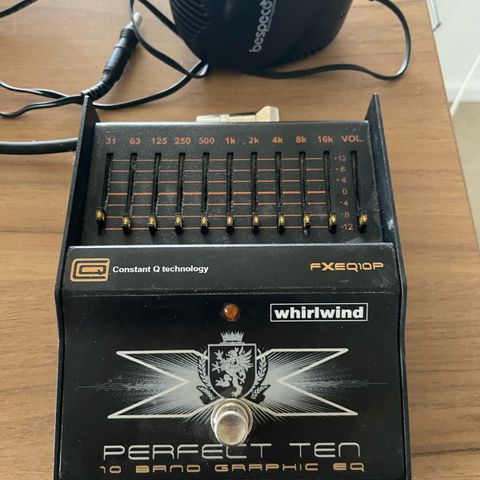 bespeco
31 63 125 250 500 1k 2k 4k 8k 16k VOL.
+12
8
4
0
4
8
-12
Constant Q technology
FXEQ10P
whirlwind
PERFECT TEN
10 BAND GRAPHIC EQ